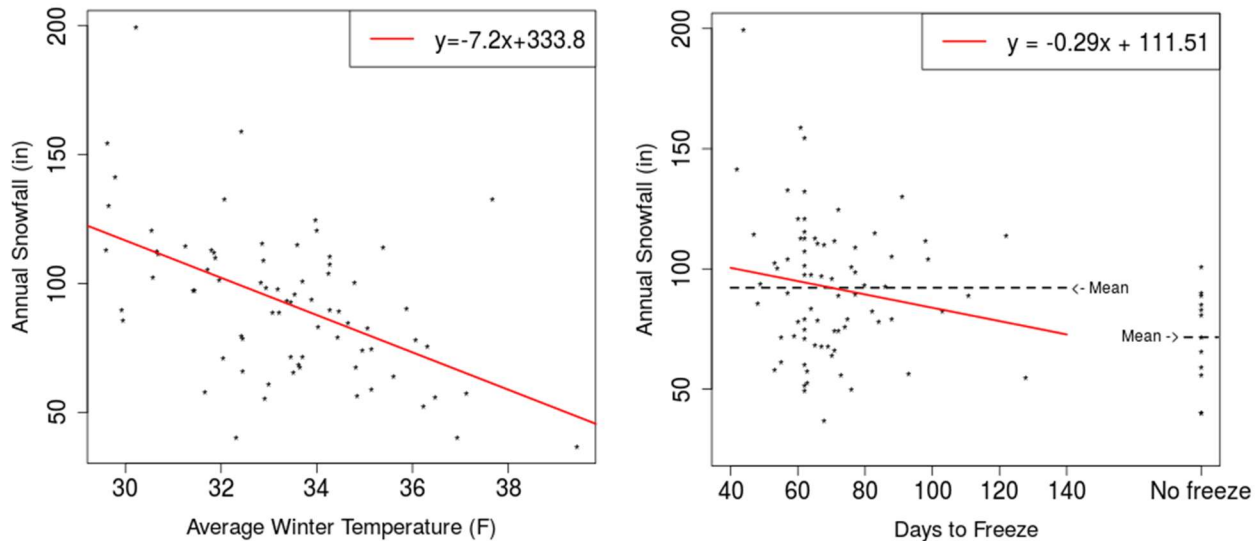 y=-7.2x+333.8
200
150
100
50
Annual Snowfall (in)
30 32 34 36 38
Average Winter Temperature (F)
y = -0.29x + 111.51
200
150
100
50
Annual Snowfall (in)
<- Mean
Mean ->
40 60 80 100 120 140 No freeze
Days to Freeze